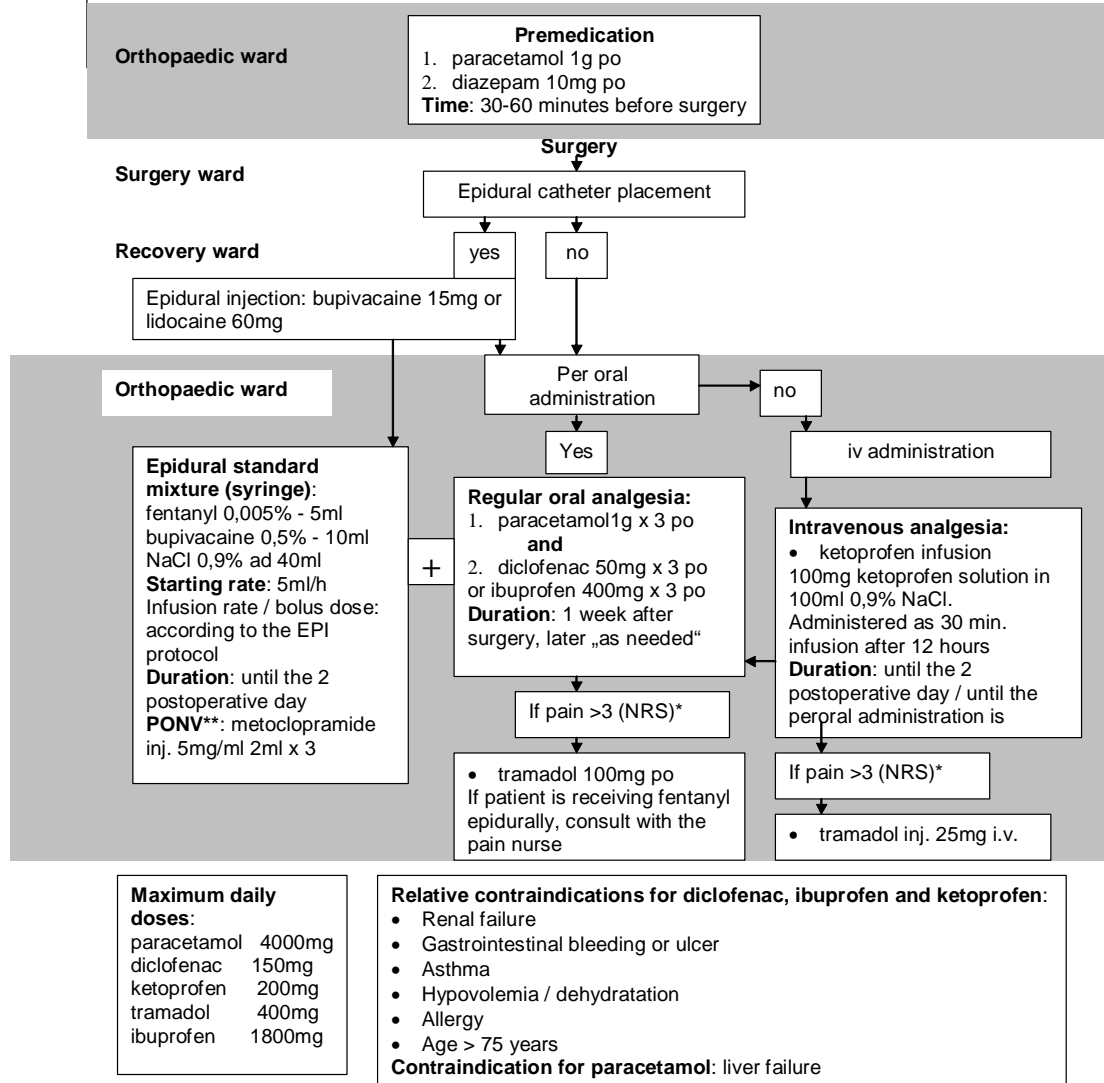 Orthopaedic ward
Premedication
1. paracetamol 1g po
2. diazepam 10mg po
Time: 30-60 minutes before surgery
Surgery
Surgery ward
Epidural catheter placement
Recovery ward
yes
no
Epidural injection: bupivacaine 15mg or
lidocaine 60mg
Orthopaedic ward
Per oral
administration
no
Yes
iv administration
Epidural standard
mixture (syringe):
fentanyl 0,005% - 5ml
bupivacaine 0,5% - 10ml
NaCl 0,9% ad 40ml
Starting rate: 5ml/h
Infusion rate / bolus dose:
according to the EPI
protocol
Duration: until the 2
postoperative day
PONV**: metoclopramide
inj. 5mg/ml 2ml x 3
+
Regular oral analgesia:
1. paracetamol1g x 3 po
and
2. diclofenac 50mg x 3 po
or ibuprofen 400mg x 3 po
Duration: 1 week after
surgery, later „as needed“
Intravenous analgesia:
• ketoprofen infusion
100mg ketoprofen solution in
100ml 0,9% NaCl.
Administered as 30 min.
infusion after 12 hours
Duration: until the 2
postoperative day / until the
peroral administration is
If pain >3 (NRS)*
• tramadol 100mg po
If patient is receiving fentanyl
epidurally, consult with the
pain nurse
If pain >3 (NRS)*
• tramadol inj. 25mg i.v.
Maximum daily
doses:
paracetamol 4000mg
diclofenac 150mg
ketoprofen 200mg
tramadol 400mg
ibuprofen 1800mg
Relative contraindications for diclofenac, ibuprofen and ketoprofen:
• Renal failure
• Gastrointestinal bleeding or ulcer
• Asthma
• Hypovolemia / dehydratation
• Allergy
• Age > 75 years
Contraindication for paracetamol: liver failure